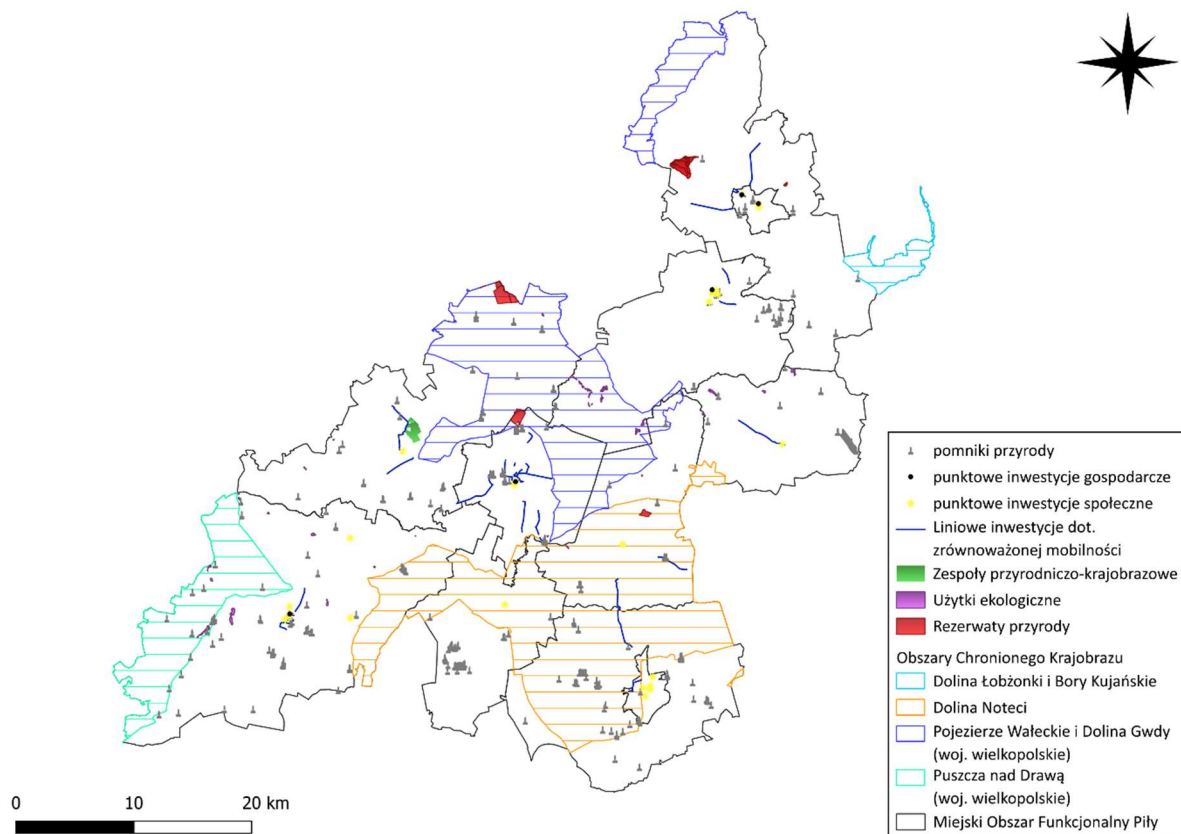 pomniki przyrody
punktowe inwestycje gospodarcze
punktowe inwestycje społeczne
Liniowe inwestycje dot.
zrównoważonej mobilności
Zespoły przyrodniczo-krajobrazowe
Użytki ekologiczne
Rezerwaty przyrody
Obszary Chronionego Krajobrazu
Dolina Łobżonki i Bory Kujańskie
Dolina Noteci
Pojezierze Wałeckie i Dolina Gwdy
(woj. wielkopolskie)
Puszcza nad Drawą
(woj. wielkopolskie)
Miejski Obszar Funkcjonalny Piły
0 10 20 km